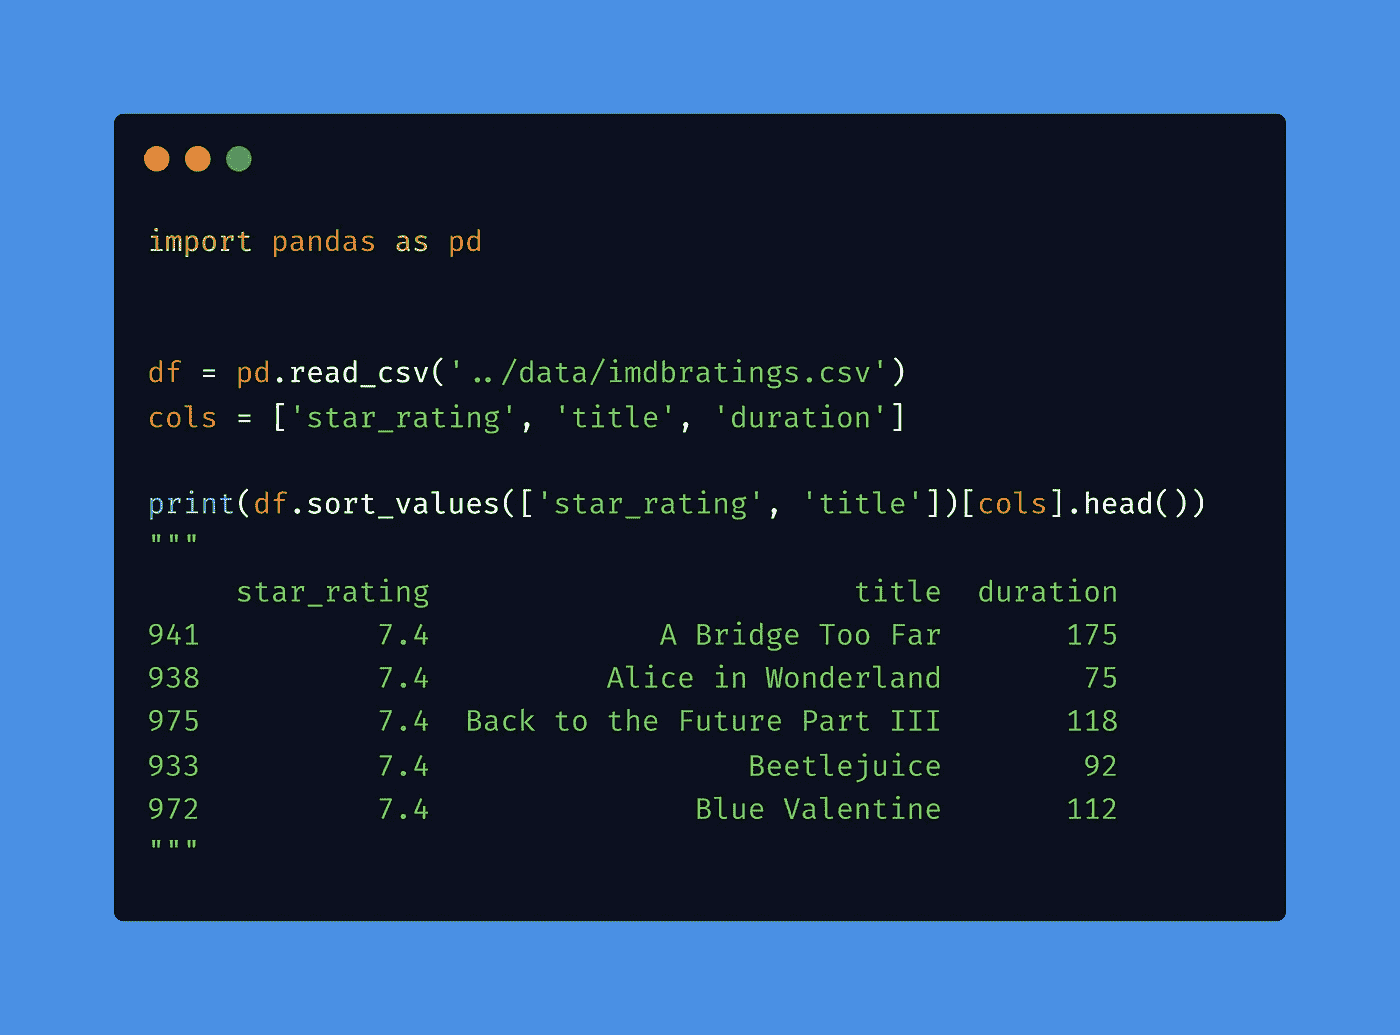 import pandas as pd
df = pd.read_csv('../data/imdbratings.csv')
cols = ['star_rating', 'title', 'duration']
print(df.sort_values(['star_rating', 'title'])[cols].head())
"""
star_rating title duration
941 7.4 A Bridge Too Far 175
938 7.4 Alice in Wonderland 75
975 7.4 Back to the Future Part III 118
933 7.4 Beetlejuice 92
972 7.4 Blue Valentine 112
"""